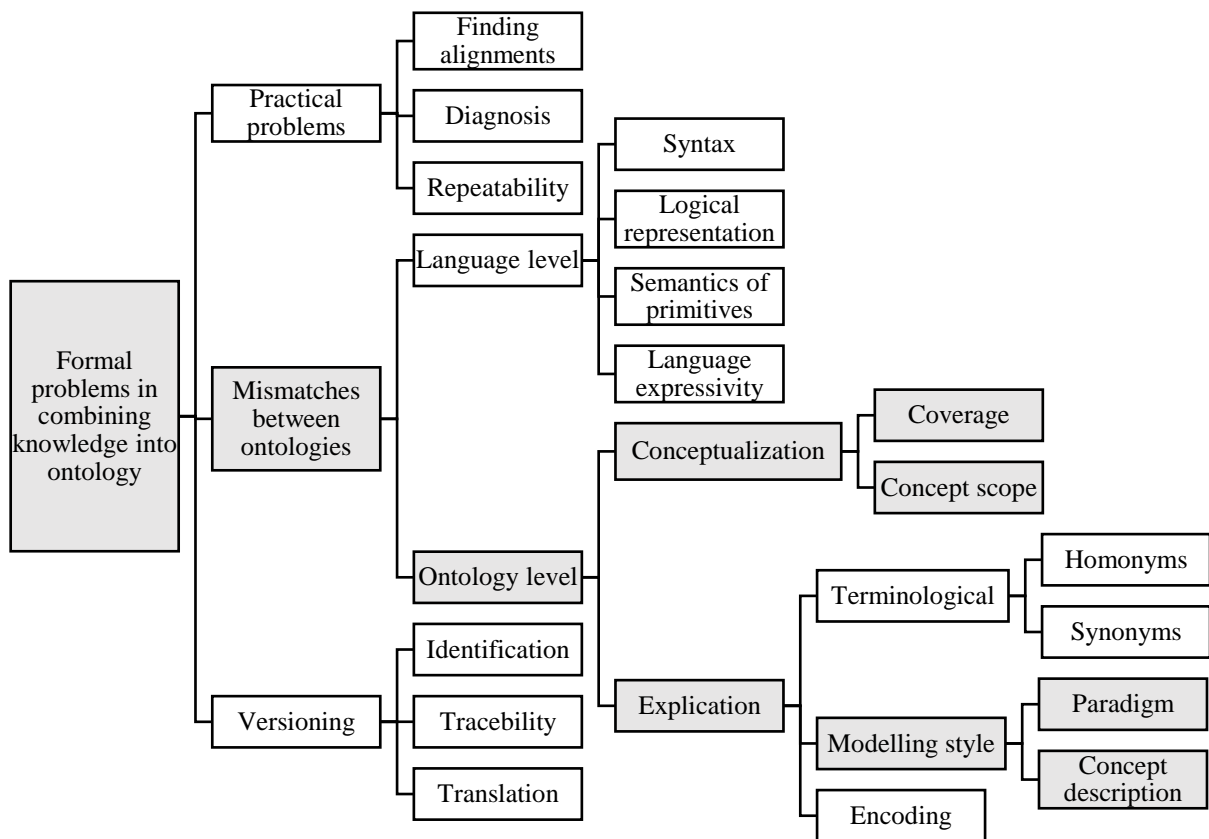 Finding
alignments
Practical
problems
Diagnosis
Repeatability
Syntax
Logical
representation
Language level
Semantics of
primitives
Language
expressivity
Formal
problems in
combining
knowledge into
ontology
Mismatches
between
ontologies
Conceptualization
Coverage
Concept scope
Ontology level
Terminological
Homonyms
Synonyms
Explication
Paradigm
Modelling style
Concept
description
Encoding
Identification
Versioning
Tracebility
Translation